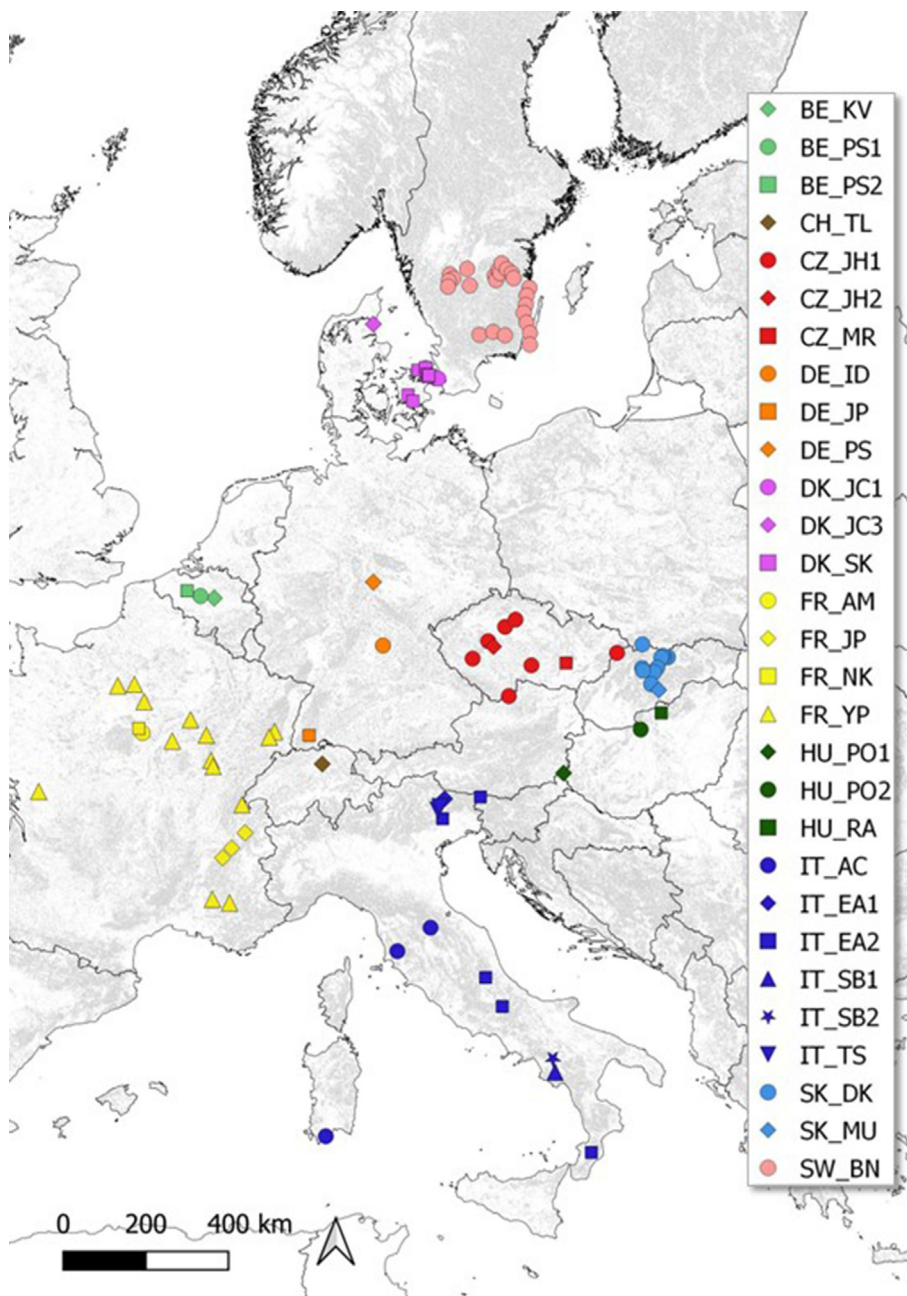 BE_KV
BE_PS1
BE_PS2
CH_TL
CZ_JH1
CZ_JH2
CZ_MR
DE_ID
DE_JP
DE_PS
DK_JC1
DK_JC3
DK_SK
FR_AM
FR_JP
FR_NK
FR_YP
HU_PO1
HU_PO2
HU_RA
IT_AC
IT_EA1
IT_EA2
IT_SB1
IT_SB2
IT_TS
SK_DK
SK_MU
SW_BN
0 200 400 km